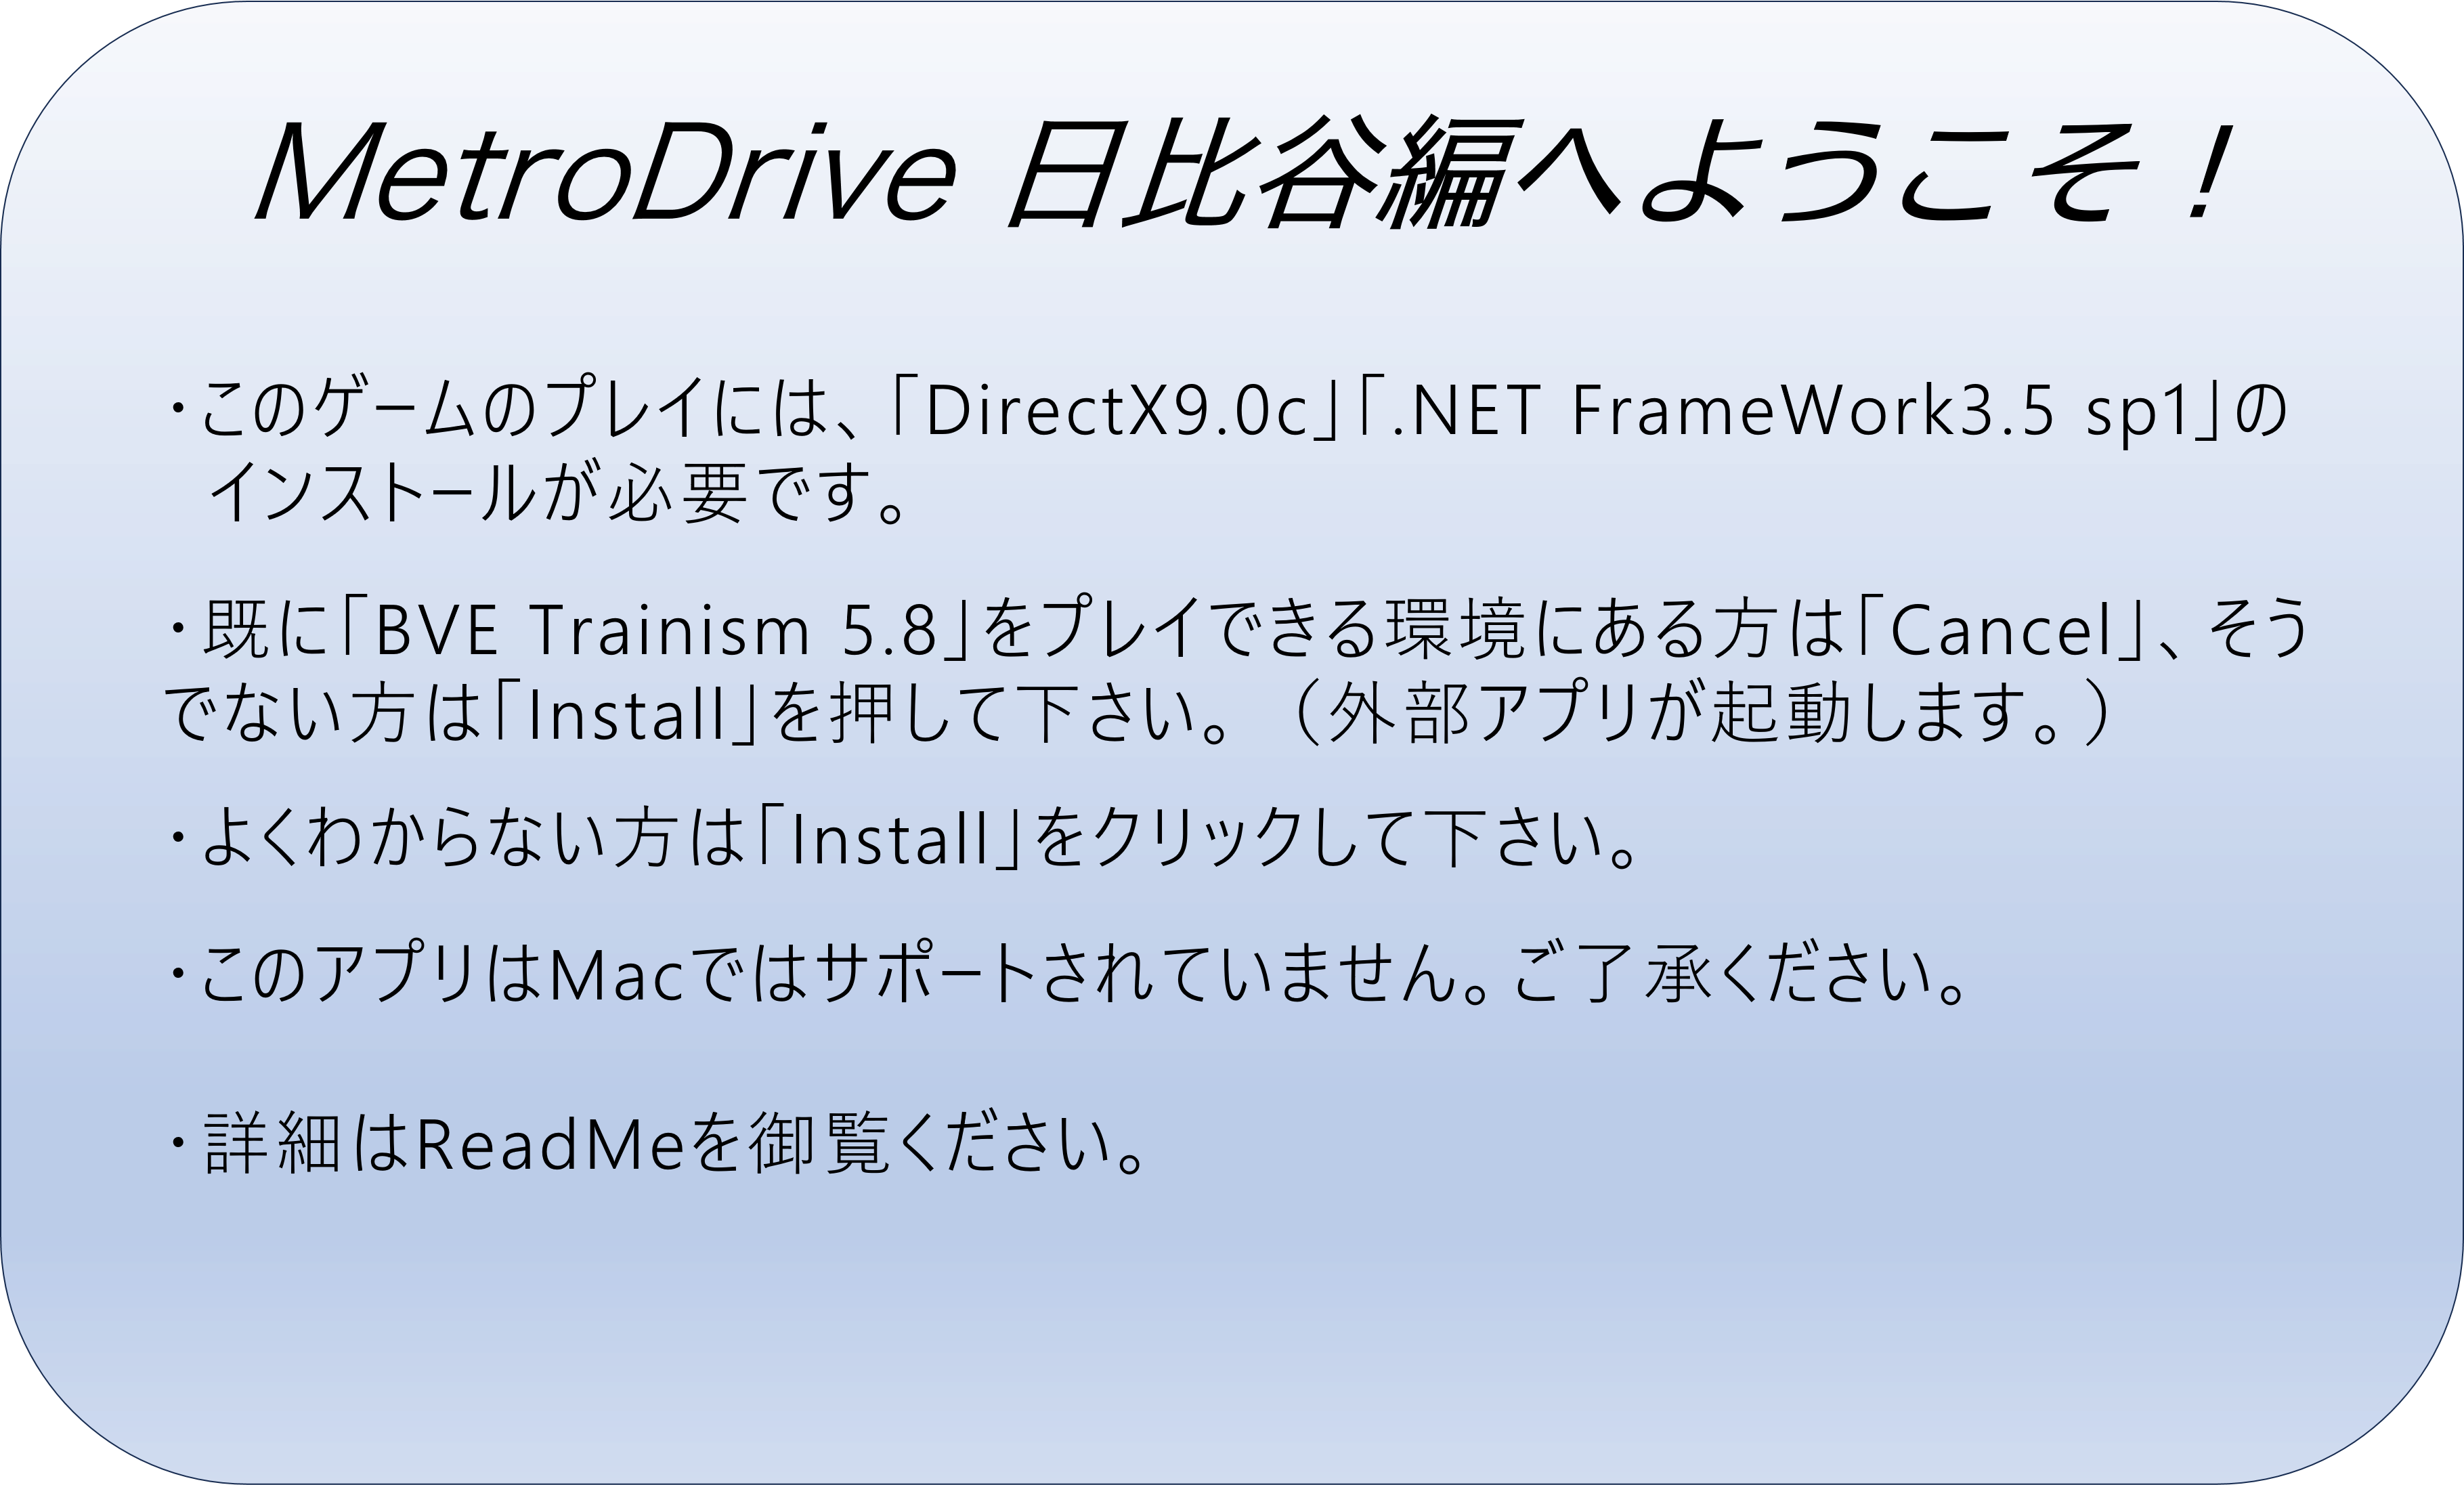 MetroDrive 日比谷編へようこそ！
・このゲームのプレイには、「DirectX9.0c」「.NET FrameWork3.5 sp1」の
インストールが必要です。
・既に「BVE Trainism 5.8」をプレイできる環境にある方は「Cancel」、そう
でない方は「Install」を押して下さい。（外部アプリが起動します。）
・よくわからない方は「Install」をクリックして下さい。
・このアプリはMacではサポートされていません。ご了承ください。
・詳細はReadMeを御覧ください。